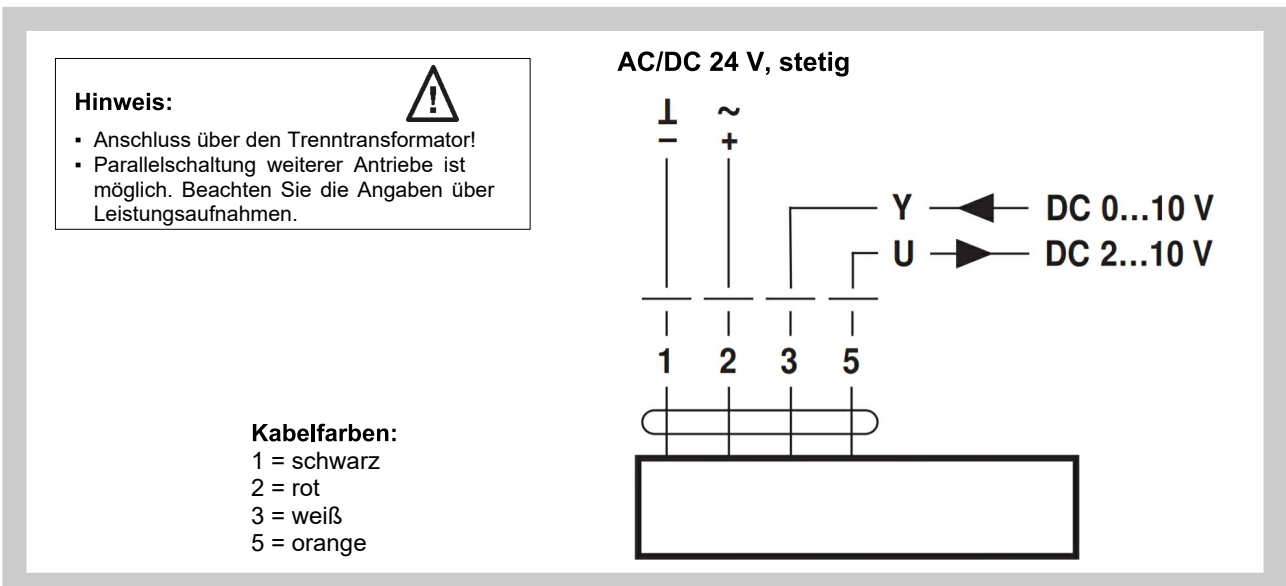 Hinweis:
▪ Anschluss über den Trenntransformator!
▪ Parallelschaltung weiterer Antriebe ist
möglich. Beachten Sie die Angaben über
Leistungsaufnahmen.
AC/DC 24 V, stetig
⊥ ~
– +
Y DC 0...10 V
U DC 2...10 V
1 2 3 5
Kabelfarben:
1 = schwarz
2 = rot
3 = weiß
5 = orange